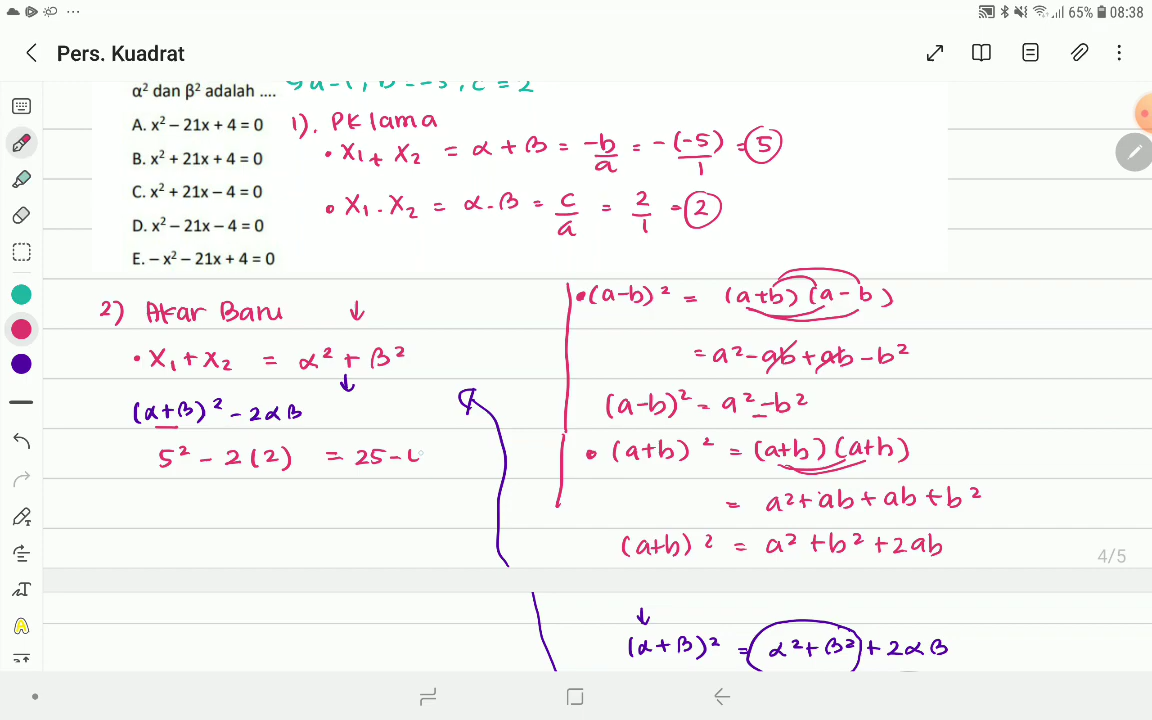 65% 08:38
Pers. Kuadrat
α² dan β² adalah ....
A. x² – 21x + 4 = 0
B. x² + 21x + 4 = 0
C. x² + 21x – 4 = 0
D. x² – 21x – 4 = 0
E. – x² – 21x + 4 = 0
1). PK lama
• X₁ + X₂ = α + β = -b/a = -(-5)/1 = 5
• X₁ . X₂ = α . β = c/a = 2/1 = 2
2) Akar Baru ↓
• X₁ + X₂ = α² + β²
↓
(α+β)² - 2αβ
5² - 2(2) = 25-
• (a-b)² = (a+b)(a-b)
= a² - ab + ab - b²
(a-b)² = a² - b²
• (a+b)² = (a+b)(a+b)
= a² + ab + ab + b²
(a+b)² = a² + b² + 2ab
4/5
↓
(α+β)² = α² + β² + 2αβ